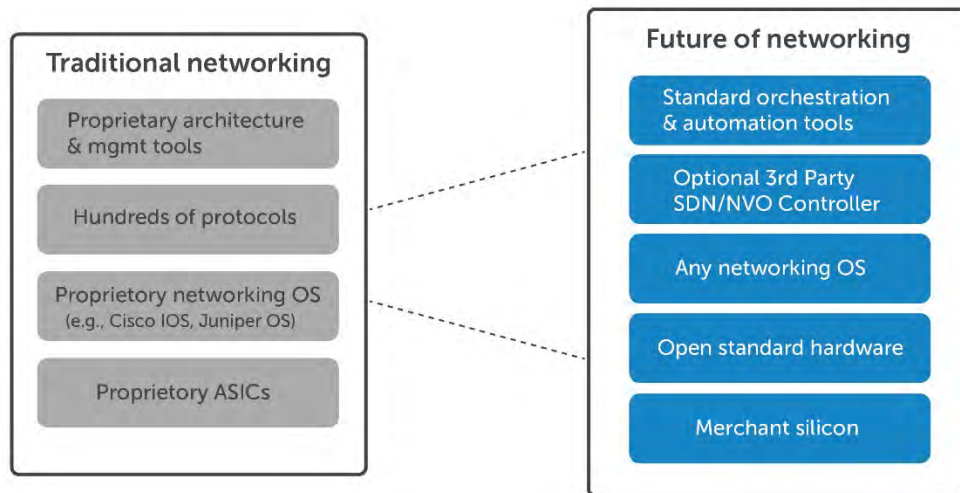 Traditional networking
Proprietary architecture
& mgmt tools
Hundreds of protocols
Proprietory networking OS
(e.g., Cisco IOS, Juniper OS)
Proprietory ASICs
Future of networking
Standard orchestration
& automation tools
Optional 3rd Party
SDN/NVO Controller
Any networking OS
Open standard hardware
Merchant silicon